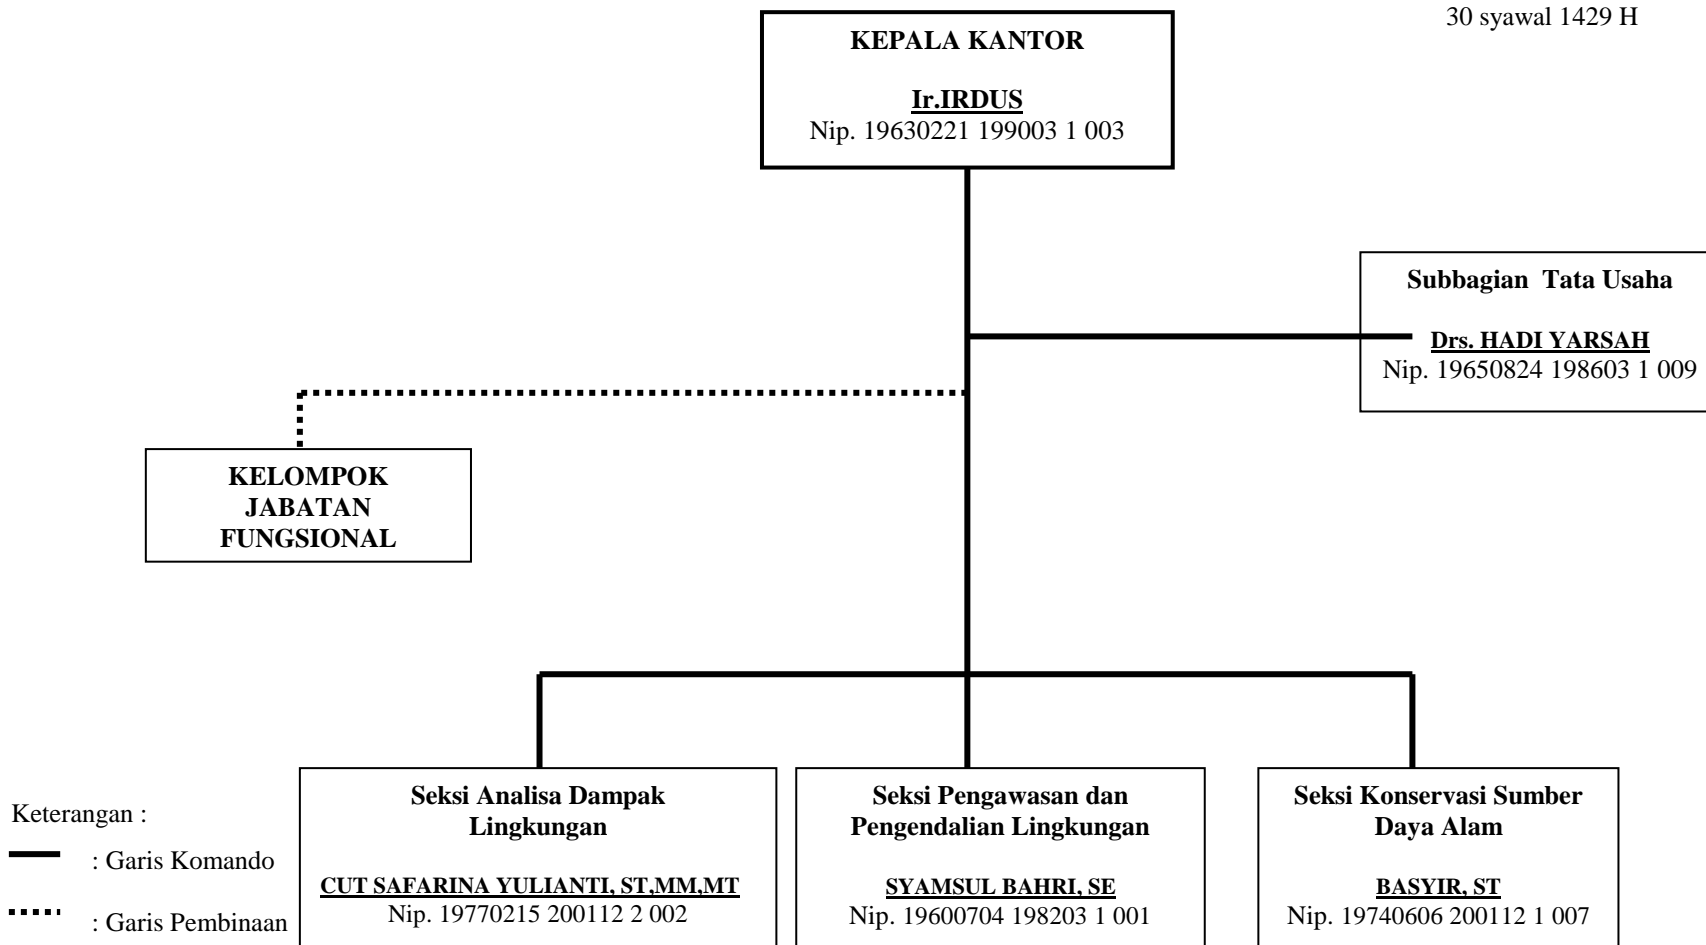 30 syawal 1429 H
KEPALA KANTOR
Ir.IRDUS
Nip. 19630221 199003 1 003
Subbagian Tata Usaha
Drs. HADI YARSAH
Nip. 19650824 198603 1 009
KELOMPOK
JABATAN
FUNGSIONAL
Seksi Analisa Dampak
Lingkungan
CUT SAFARINA YULIANTI, ST,MM,MT
Nip. 19770215 200112 2 002
Seksi Pengawasan dan
Pengendalian Lingkungan
SYAMSUL BAHRI, SE
Nip. 19600704 198203 1 001
Seksi Konservasi Sumber
Daya Alam
BASYIR, ST
Nip. 19740606 200112 1 007
Keterangan :
: Garis Komando
: Garis Pembinaan